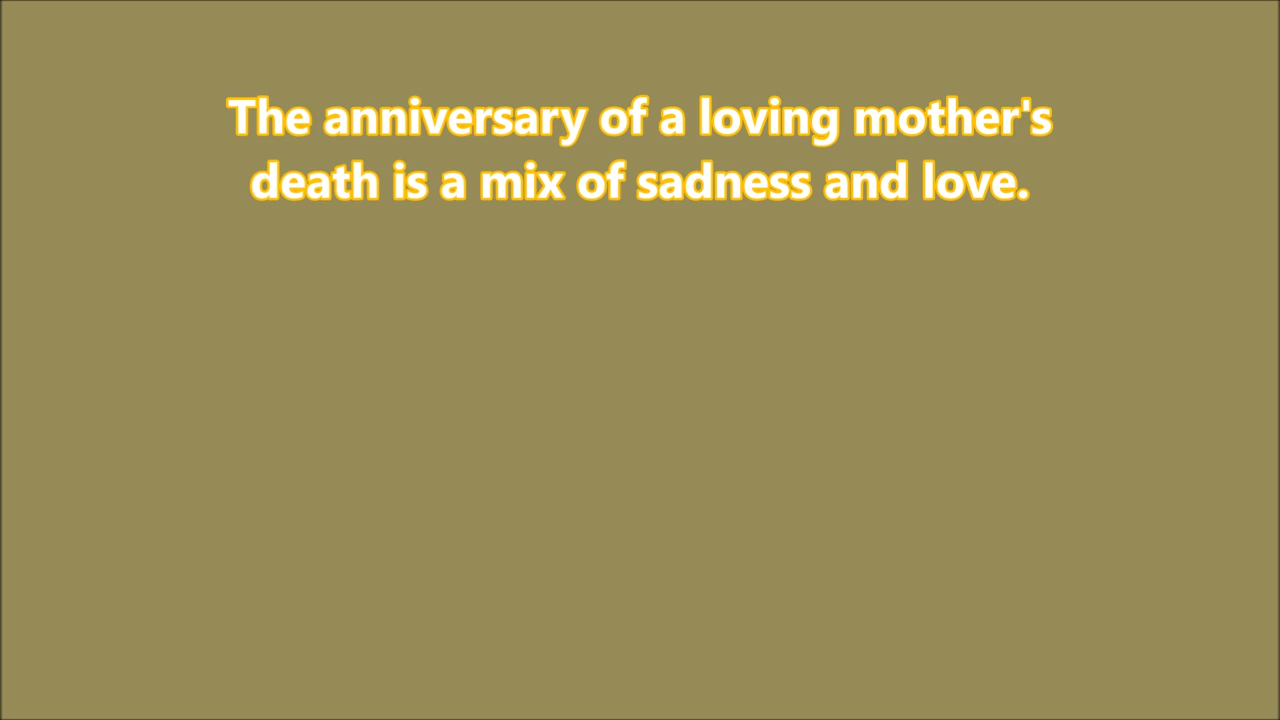 The anniversary of a loving mother's
death is a mix of sadness and love.